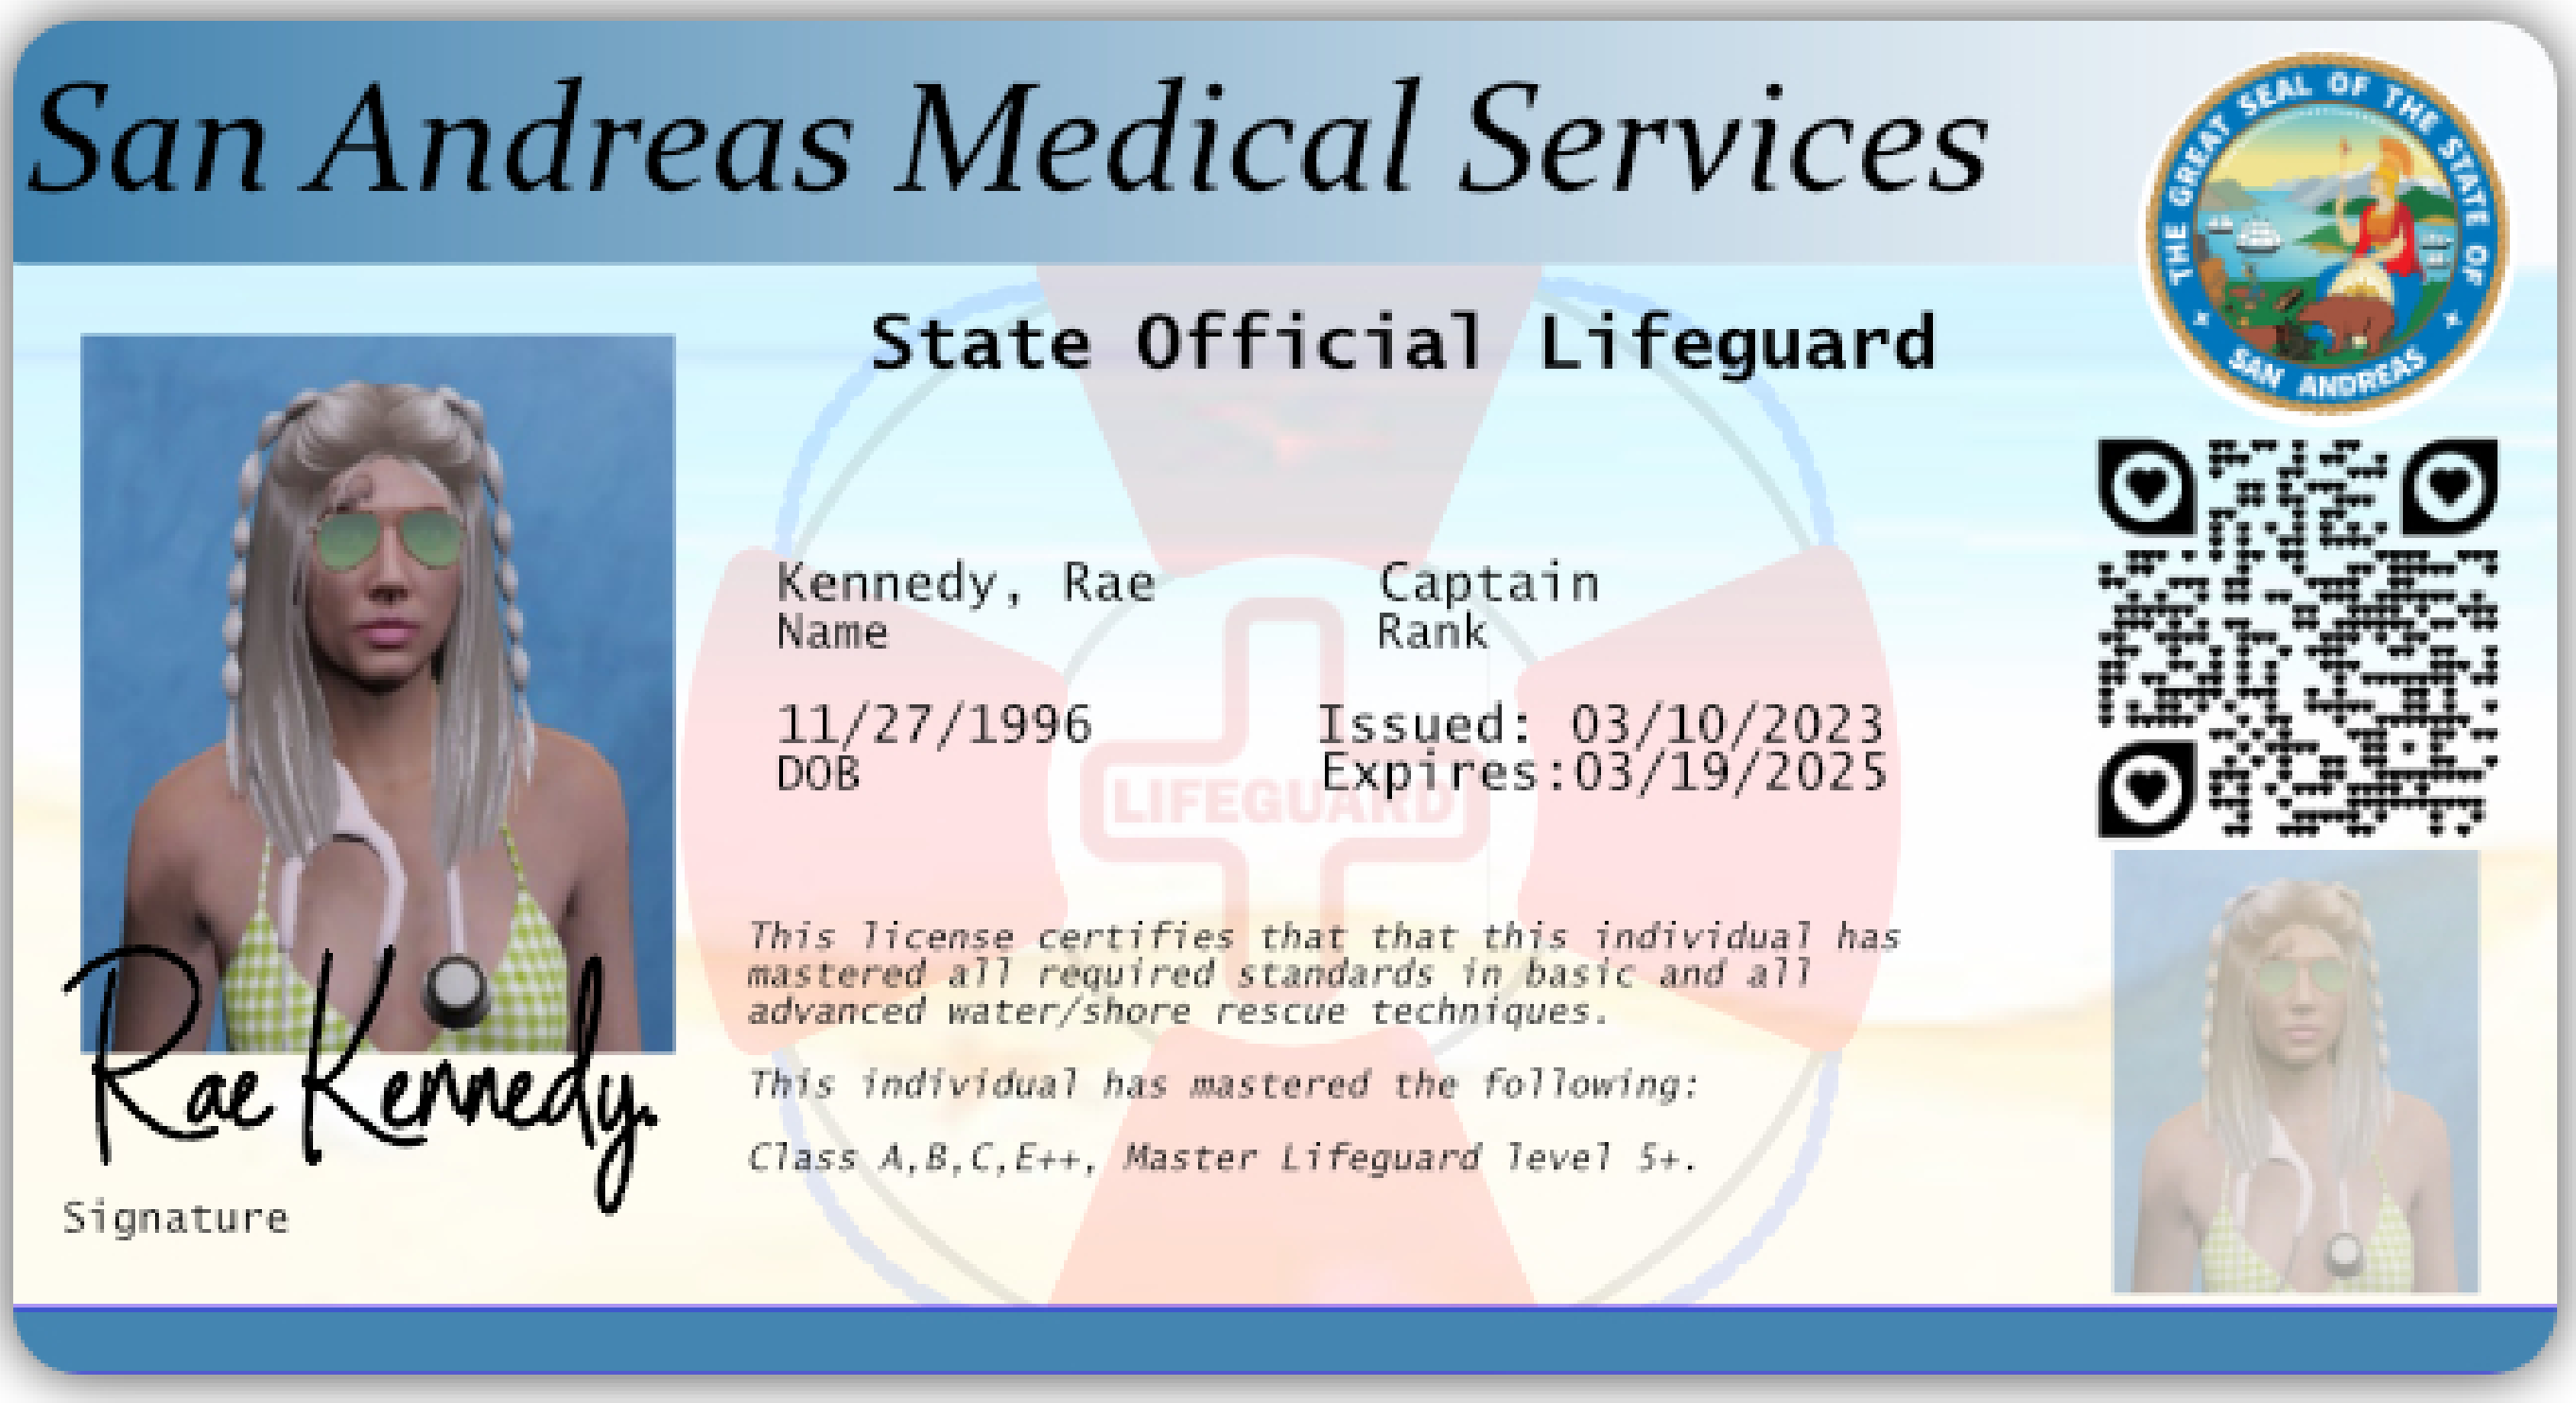 San Andreas Medical Services
THE GREAT SEAL OF THE STATE OF SAN ANDREAS
State Official Lifeguard
Kennedy, Rae
Name
Captain
Rank
11/27/1996
DOB
Issued: 03/10/2023
Expires:03/19/2025
LIFEGUARD
This license certifies that that this individual has
mastered all required standards in basic and all
advanced water/shore rescue techniques.
This individual has mastered the following:
Class A,B,C,E++, Master Lifeguard level 5+.
Rae Kennedy.
Signature